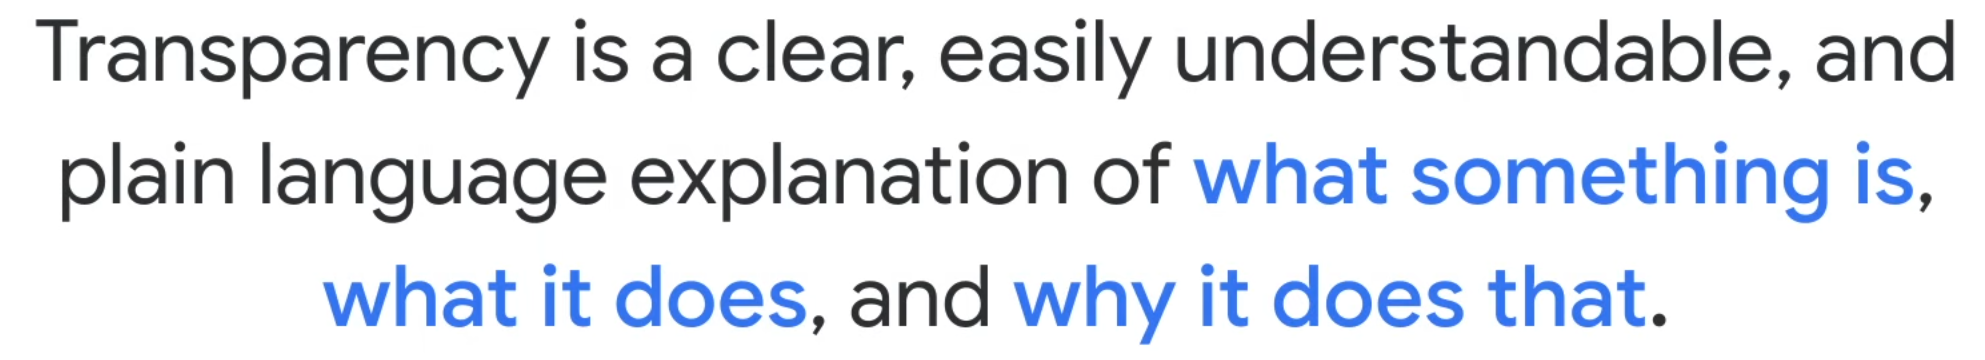 Transparency is a clear, easily understandable, and
plain language explanation of what something is,
what it does, and why it does that.